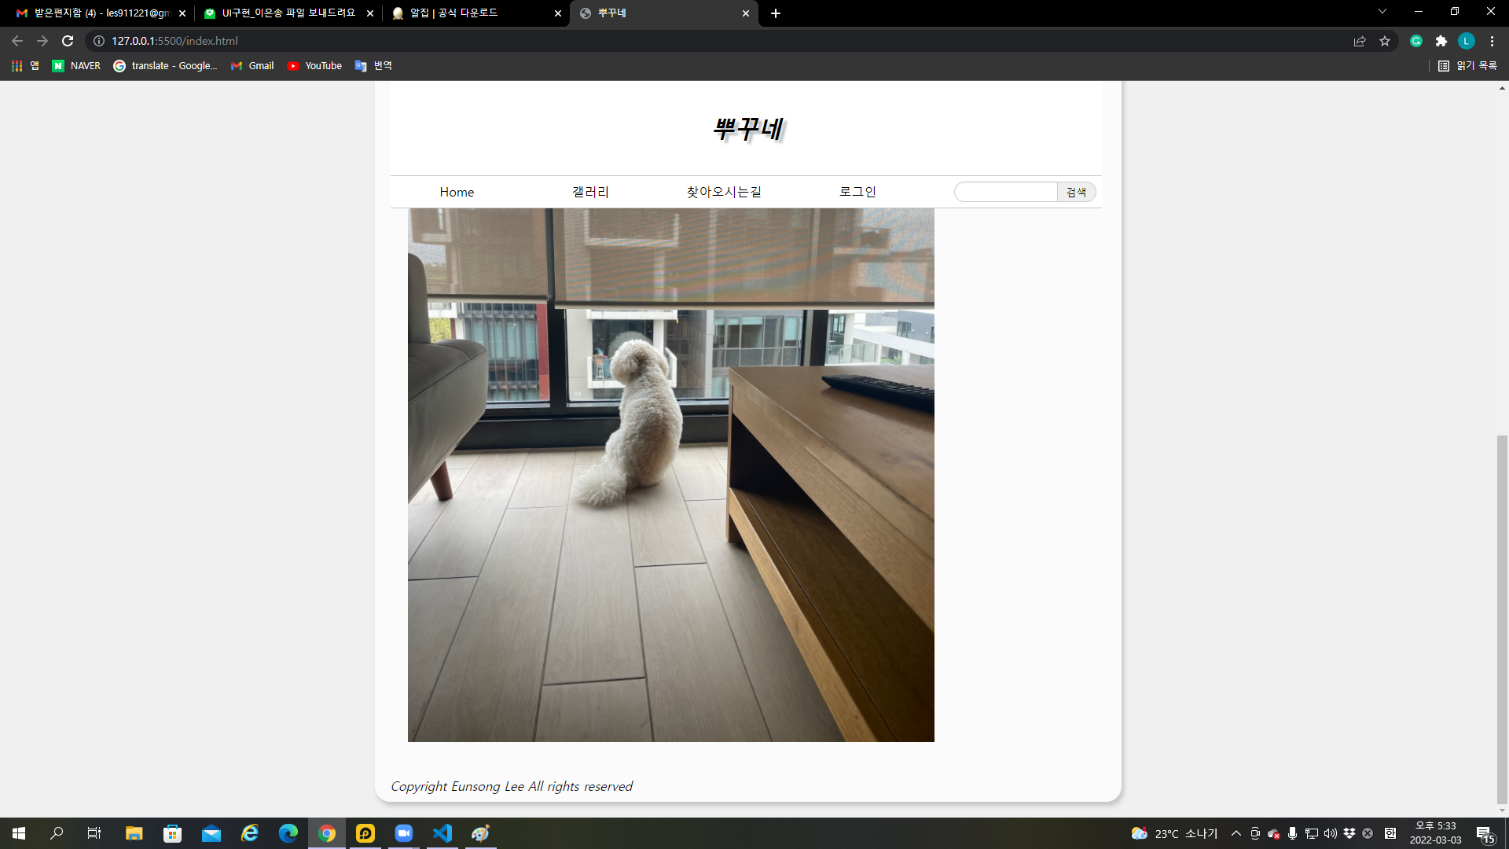 받은편지함 (4) - les911221@gm
UI구현_이은송 파일 보내드려요
알집 | 공식 다운로드
뿌꾸네
127.0.0.1:5500/index.html
앱
NAVER
translate - Google...
Gmail
YouTube
번역
읽기 목록
뿌꾸네
Home
갤러리
찾아오시는길
로그인
검색
Copyright Eunsong Lee All rights reserved
23°C 소나기
한
오후 5:33
2022-03-03
15